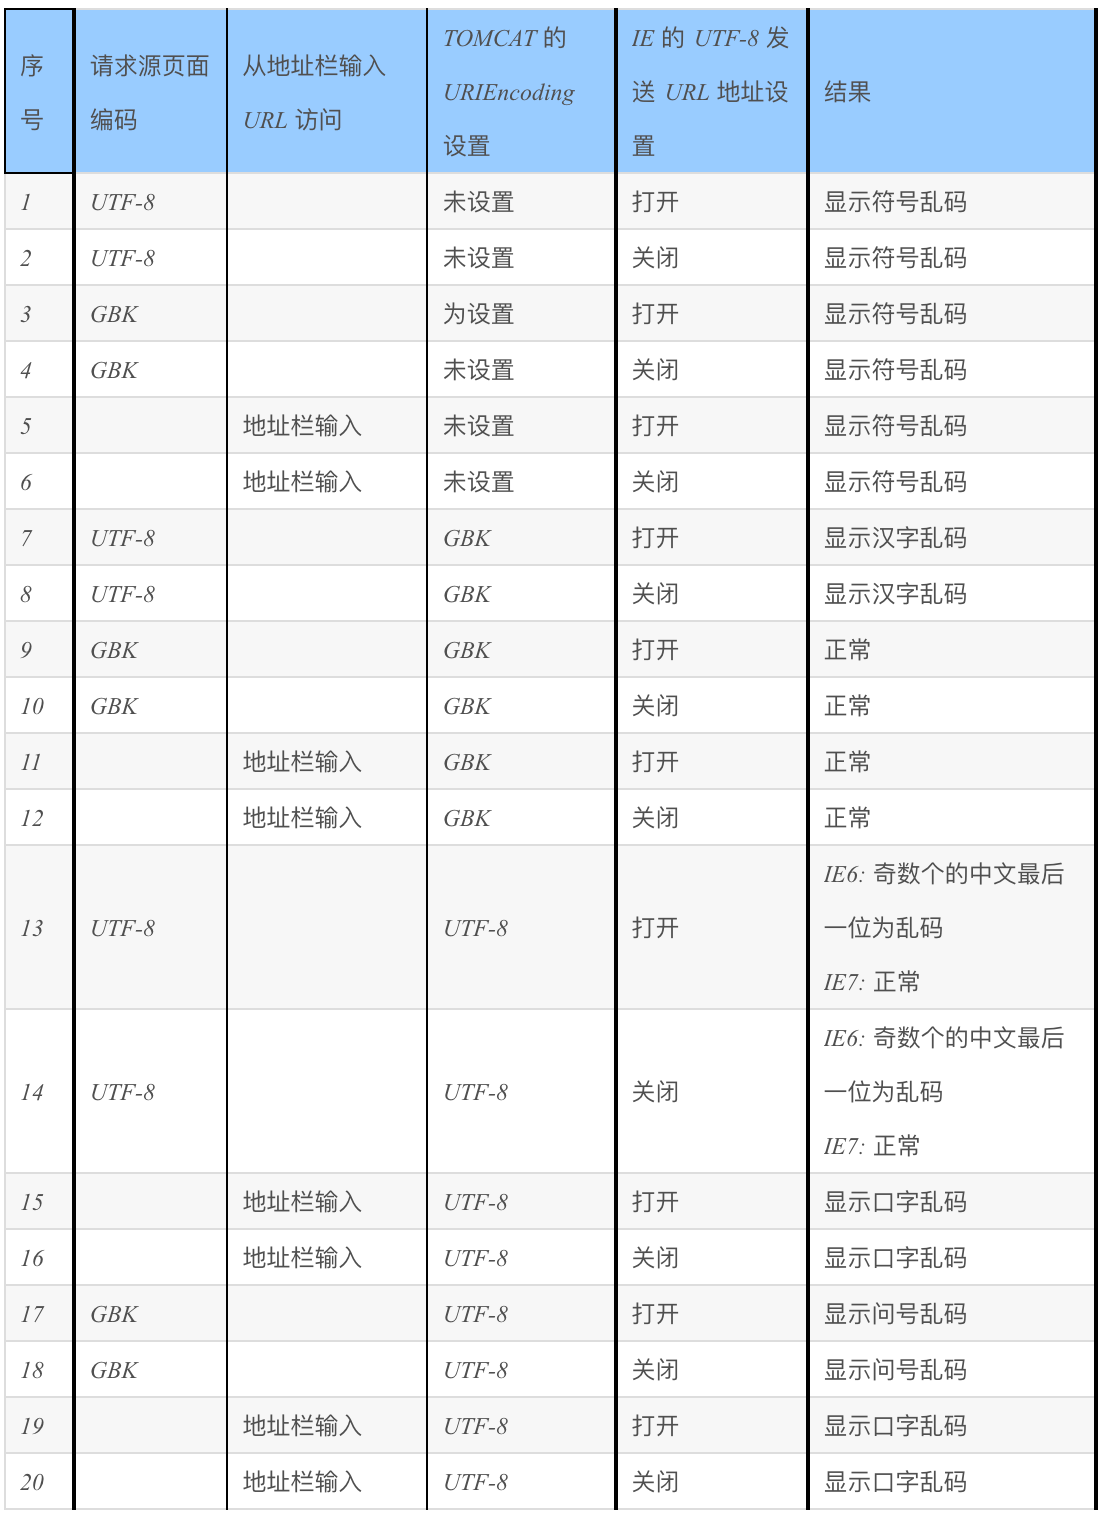 序号 请求源页面编码 从地址栏输入 URL 访问 TOMCAT 的 URIEncoding 设置 IE 的 UTF-8 发送 URL 地址设置 结果
1 UTF-8 未设置 打开 显示符号乱码
2 UTF-8 未设置 关闭 显示符号乱码
3 GBK 为设置 打开 显示符号乱码
4 GBK 未设置 关闭 显示符号乱码
5 地址栏输入 未设置 打开 显示符号乱码
6 地址栏输入 未设置 关闭 显示符号乱码
7 UTF-8 GBK 打开 显示汉字乱码
8 UTF-8 GBK 关闭 显示汉字乱码
9 GBK GBK 打开 正常
10 GBK GBK 关闭 正常
11 地址栏输入 GBK 打开 正常
12 地址栏输入 GBK 关闭 正常
13 UTF-8 UTF-8 打开 IE6: 奇数个的中文最后
一位为乱码
IE7: 正常
14 UTF-8 UTF-8 关闭 IE6: 奇数个的中文最后
一位为乱码
IE7: 正常
15 地址栏输入 UTF-8 打开 显示口字乱码
16 地址栏输入 UTF-8 关闭 显示口字乱码
17 GBK UTF-8 打开 显示问号乱码
18 GBK UTF-8 关闭 显示问号乱码
19 地址栏输入 UTF-8 打开 显示口字乱码
20 地址栏输入 UTF-8 关闭 显示口字乱码